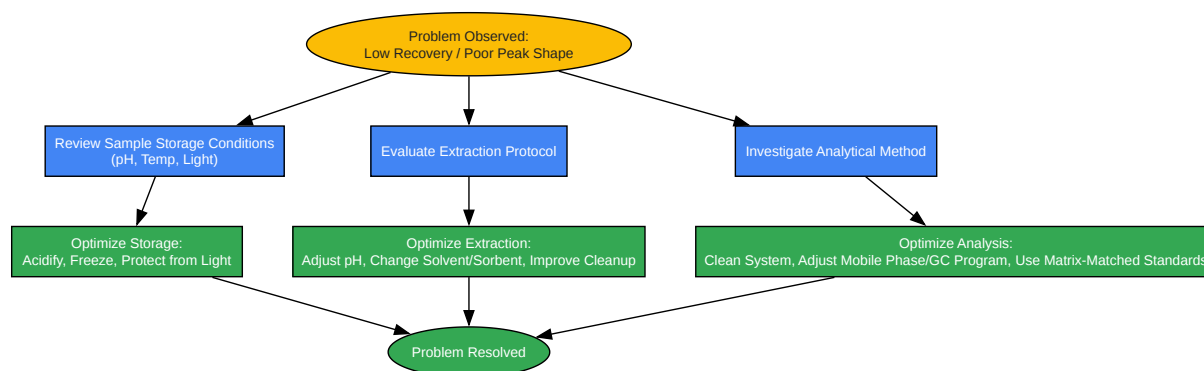 Problem Observed:
Low Recovery / Poor Peak Shape
Review Sample Storage Conditions
(pH, Temp, Light)
Evaluate Extraction Protocol
Investigate Analytical Method
Optimize Storage:
Acidify, Freeze, Protect from Light
Optimize Extraction:
Adjust pH, Change Solvent/Sorbent, Improve Cleanup
Optimize Analysis:
Clean System, Adjust Mobile Phase/GC Program, Use Matrix-Matched Standards
Problem Resolved